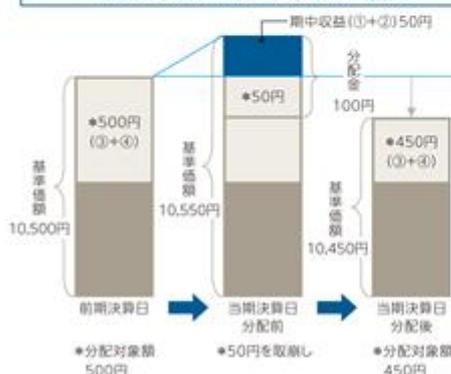 期中収益(①+②)50円
*500円
(③+④)
*50円
分配金
100円
*450円
(③+④)
基準価額
10,500円
基準価額
10,550円
基準価額
10,450円
前期決算日
当期決算日
分配前
当期決算日
分配後
*分配対象額
500円
*50円を取崩し
*分配対象額
450円